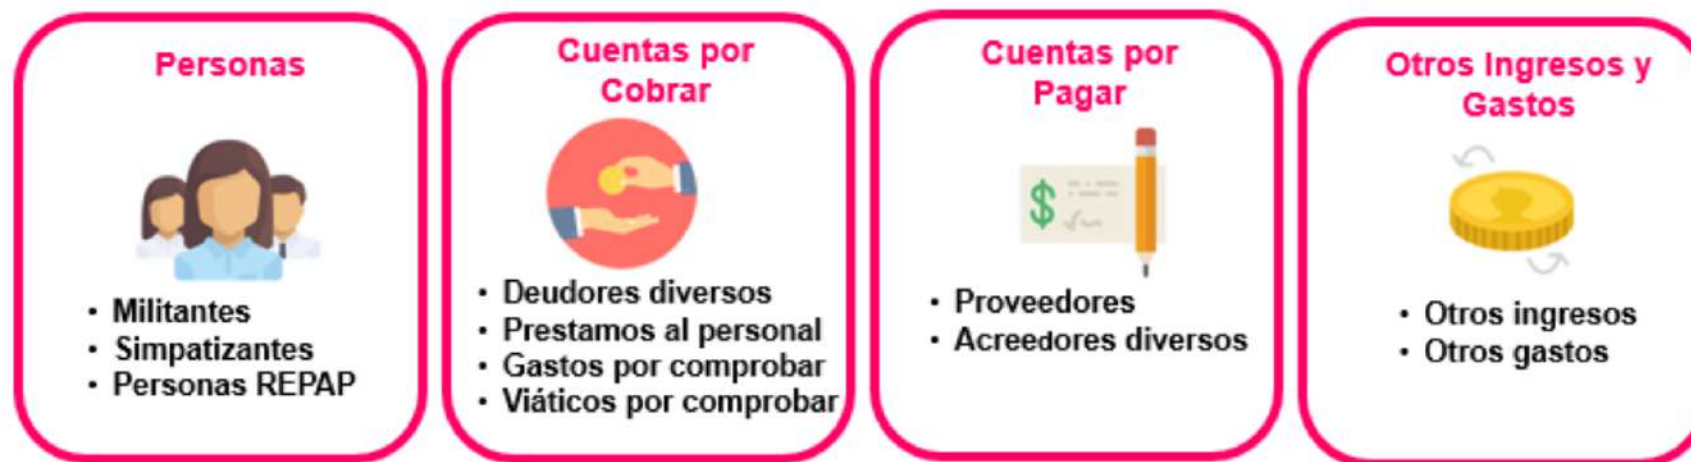 Personas
• Militantes
• Simpatizantes
• Personas REPAP
Cuentas por
Cobrar
• Deudores diversos
• Prestamos al personal
• Gastos por comprobar
• Viáticos por comprobar
Cuentas por
Pagar
$
• Proveedores
• Acreedores diversos
Otros Ingresos y
Gastos
• Otros ingresos
• Otros gastos